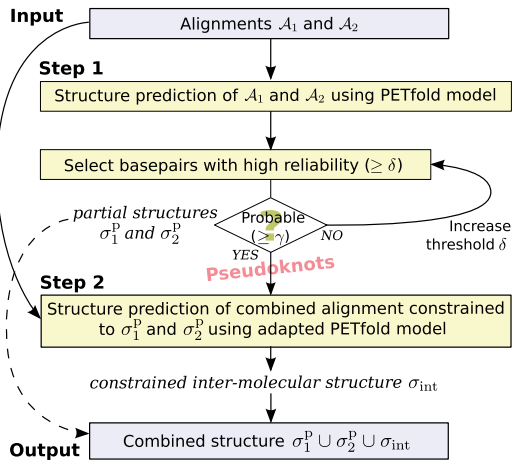 Input
Alignments 𝒜₁ and 𝒜₂
Step 1
Structure prediction of 𝒜₁ and 𝒜₂ using PETfold model
Select basepairs with high reliability (≥ δ)
partial structures
σ₁ᵖ and σ₂ᵖ
?
Probable
(≥ γ)
YES
NO
Increase
threshold δ
Pseudoknots
Step 2
Structure prediction of combined alignment constrained
to σ₁ᵖ and σ₂ᵖ using adapted PETfold model
constrained inter-molecular structure σ_int
Output
Combined structure σ₁ᵖ ∪ σ₂ᵖ ∪ σ_int